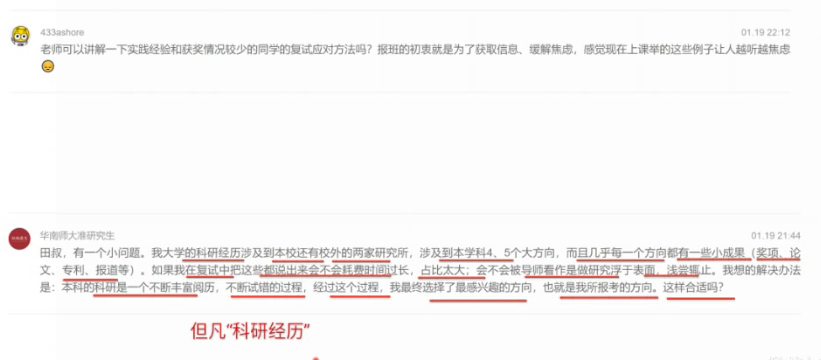 433ashore
01.19 22:12
老师可以讲解一下实践经验和获奖情况较少的同学的复试应对方法吗？报班的初衷就是为了获取信息、缓解焦虑，感觉现在上课举的这些例子让人越听越焦虑
华南师大准研究生
01.19 21:44
田叔，有一个小问题。我大学的科研经历涉及到本校还有校外的两家研究所，涉及到本学科4、5个大方向，而且几乎每一个方向都有一些小成果（奖项、论
文、专利、报道等）。如果我在复试中把这些都说出来会不会耗费时间过长，占比太大；会不会被导师看作是做研究浮于表面，浅尝辄止。我想的解决办法
是：本科的科研是一个不断丰富阅历，不断试错的过程，经过这个过程，我最终选择了最感兴趣的方向，也就是我所报考的方向。这样合适吗？
但凡“科研经历”